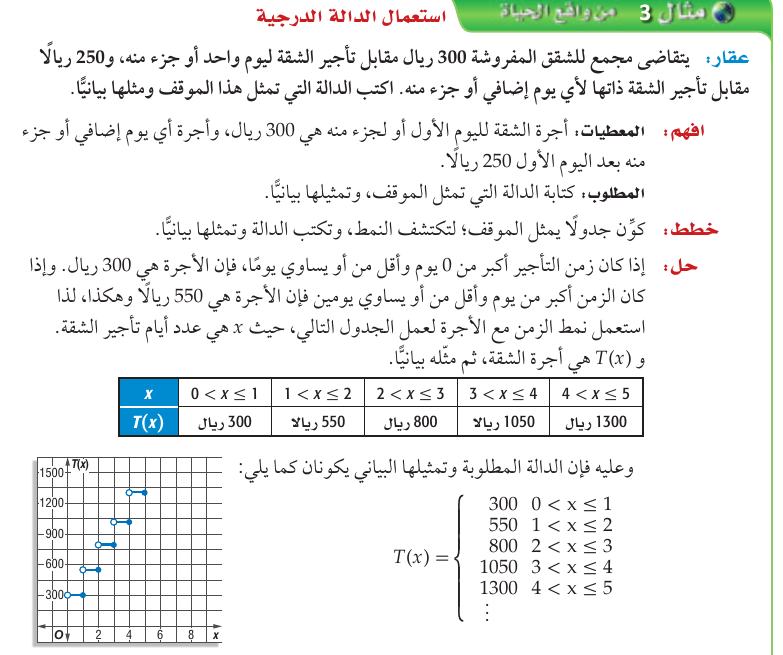 مثال 3 من واقع الحياة
استعمال الدالة الدرجية
عقار: يتقاضى مجمع للشقق المفروشة 300 ريال مقابل تأجير الشقة ليوم واحد أو جزء منه، و250 ريالًا
مقابل تأجير الشقة ذاتها لأي يوم إضافي أو جزء منه. اكتب الدالة التي تمثل هذا الموقف ومثلها بيانيًّا.
افهم: المعطيات: أجرة الشقة لليوم الأول أو لجزء منه هي 300 ريال، وأجرة أي يوم إضافي أو جزء
منه بعد اليوم الأول 250 ريالًا.
المطلوب: كتابة الدالة التي تمثل الموقف، وتمثيلها بيانيًّا.
خطط: كوِّن جدولًا يمثل الموقف؛ لتكتشف النمط، وتكتب الدالة وتمثلها بيانيًّا.
حل: إذا كان زمن التأجير أكبر من 0 يوم وأقل من أو يساوي يومًا، فإن الأجرة هي 300 ريال. وإذا
كان الزمن أكبر من يوم وأقل من أو يساوي يومين فإن الأجرة هي 550 ريالًا وهكذا، لذا
استعمل نمط الزمن مع الأجرة لعمل الجدول التالي، حيث x هي عدد أيام تأجير الشقة.
و T(x) هي أجرة الشقة، ثم مثّله بيانيًّا.
x 0 < x ≤ 1 1 < x ≤ 2 2 < x ≤ 3 3 < x ≤ 4 4 < x ≤ 5
T(x) 300 ريال 550 ريالا 800 ريال 1050 ريالا 1300 ريال
وعليه فإن الدالة المطلوبة وتمثيلها البياني يكونان كما يلي:
T(x) = {
300 0 < x ≤ 1
550 1 < x ≤ 2
800 2 < x ≤ 3
1050 3 < x ≤ 4
1300 4 < x ≤ 5
⋮
T(x)
1500
1200
900
600
300
O 2 4 6 8 x